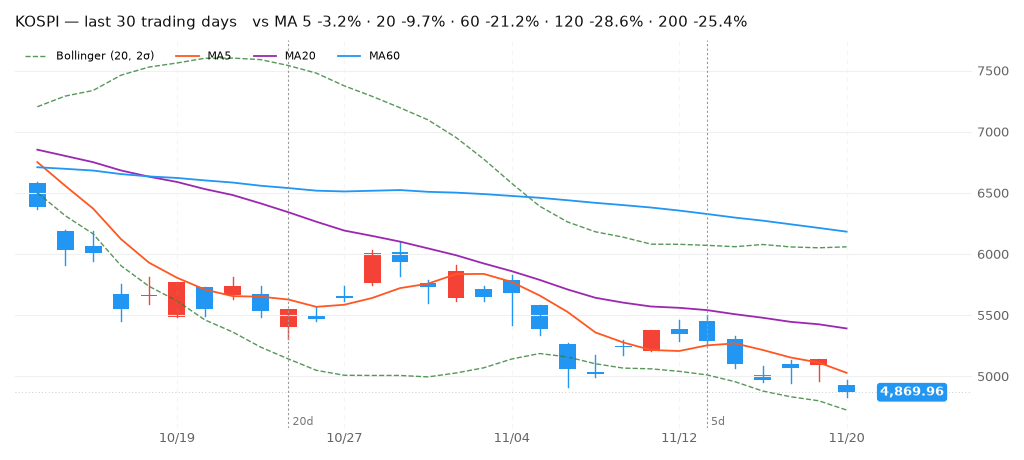 KOSPI — last 30 trading days   vs MA 5 -3.2% · 20 -9.7% · 60 -21.2% · 120 -28.6% · 200 -25.4%
Bollinger (20, 2σ)   MA5   MA20   MA60
7500
7000
6500
6000
5500
5000
4,869.96
20d   5d
10/19   10/27   11/04   11/12   11/20